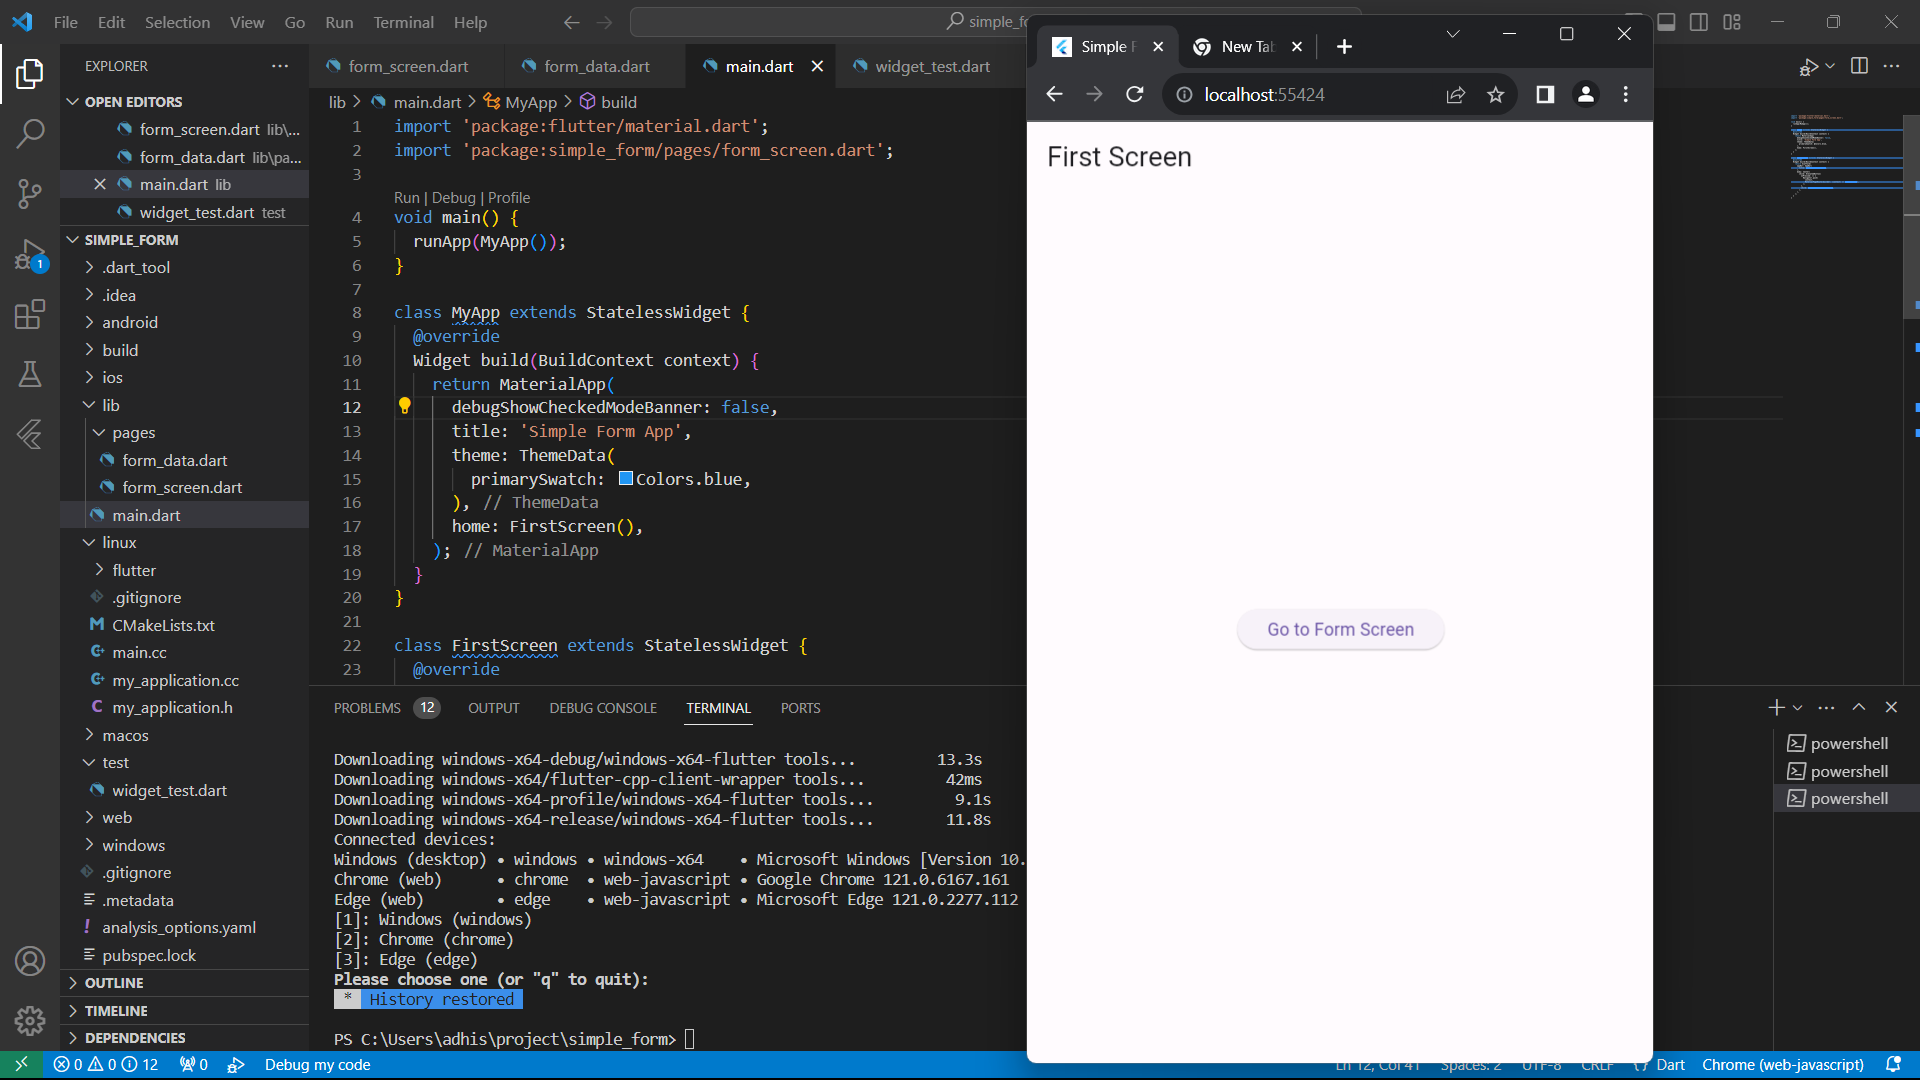 File Edit Selection View Go Run Terminal Help
simple_fo
EXPLORER
OPEN EDITORS
form_screen.dart lib\...
form_data.dart lib\pa...
main.dart lib
widget_test.dart test
SIMPLE_FORM
.dart_tool
.idea
android
build
ios
lib
pages
form_data.dart
form_screen.dart
main.dart
linux
flutter
.gitignore
CMakeLists.txt
main.cc
my_application.cc
my_application.h
macos
test
widget_test.dart
web
windows
.gitignore
.metadata
analysis_options.yaml
pubspec.lock
OUTLINE
TIMELINE
DEPENDENCIES
1
form_screen.dart
form_data.dart
main.dart
widget_test.dart
lib > main.dart > MyApp > build
1 import 'package:flutter/material.dart';
2 import 'package:simple_form/pages/form_screen.dart';
3
Run | Debug | Profile
4 void main() {
5 runApp(MyApp());
6 }
7
8 class MyApp extends StatelessWidget {
9 @override
10 Widget build(BuildContext context) {
11 return MaterialApp(
12 debugShowCheckedModeBanner: false,
13 title: 'Simple Form App',
14 theme: ThemeData(
15 primarySwatch: Colors.blue,
16 ), // ThemeData
17 home: FirstScreen(),
18 ); // MaterialApp
19 }
20 }
21
22 class FirstScreen extends StatelessWidget {
23 @override
PROBLEMS 12 OUTPUT DEBUG CONSOLE TERMINAL PORTS
Downloading windows-x64-debug/windows-x64-flutter tools... 13.3s
Downloading windows-x64/flutter-cpp-client-wrapper tools... 42ms
Downloading windows-x64-profile/windows-x64-flutter tools... 9.1s
Downloading windows-x64-release/windows-x64-flutter tools... 11.8s
Connected devices:
Windows (desktop) • windows • windows-x64 • Microsoft Windows [Version 10.
Chrome (web) • chrome • web-javascript • Google Chrome 121.0.6167.161
Edge (web) • edge • web-javascript • Microsoft Edge 121.0.2277.112
[1]: Windows (windows)
[2]: Chrome (chrome)
[3]: Edge (edge)
Please choose one (or "q" to quit):
* History restored
PS C:\Users\adhis\project\simple_form>
powershell
powershell
powershell
Simple F
New Tab
localhost:55424
First Screen
Go to Form Screen
0 0 12 0 Debug my code
Ln 12, Col 41 Spaces: 2 UTF-8 CRLF {} Dart Chrome (web-javascript)